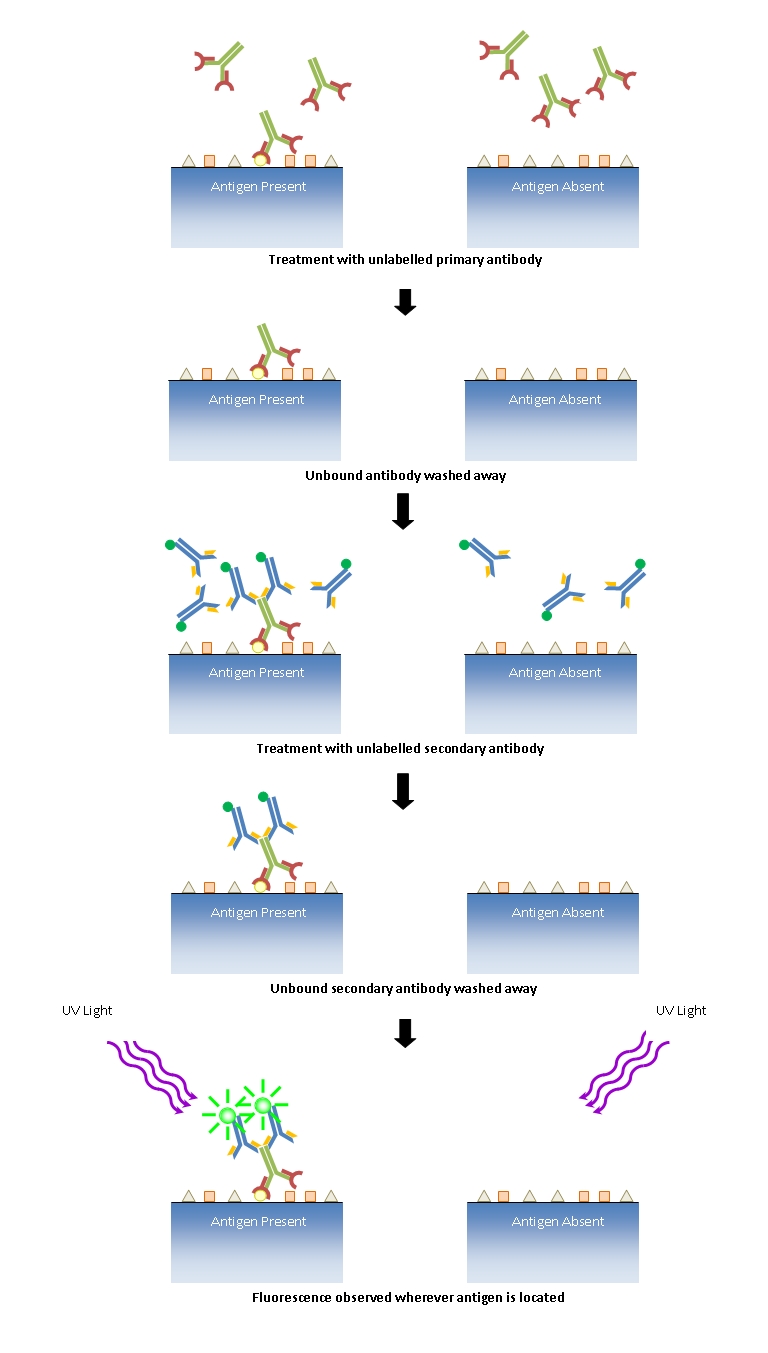 Antigen Present
Antigen Absent
Treatment with unlabelled primary antibody
Antigen Present
Antigen Absent
Unbound antibody washed away
Antigen Present
Antigen Absent
Treatment with unlabelled secondary antibody
Antigen Present
Antigen Absent
Unbound secondary antibody washed away
UV Light
UV Light
Antigen Present
Antigen Absent
Fluorescence observed wherever antigen is located